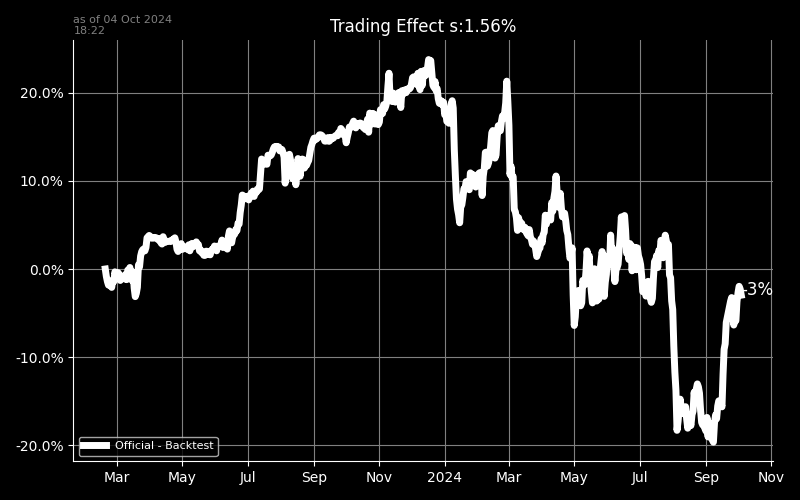 as of 04 Oct 2024
18:22
Trading Effect s:1.56%
20.0%
10.0%
0.0%
-10.0%
-20.0%
-3%
Official - Backtest
Mar May Jul Sep Nov 2024 Mar May Jul Sep Nov